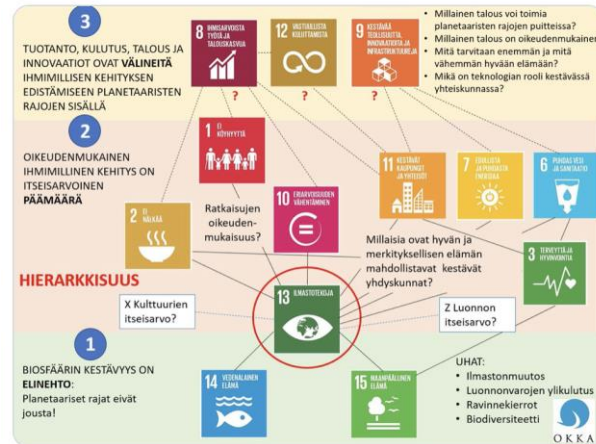 3
TUOTANTO, KULUTUS, TALOUS JA
INNOVAATIOT OVAT VÄLINEITÄ
IHMIMILLISEN KEHITYKSEN
EDISTÄMISEEN PLANETAARISTEN
RAJOJEN SISÄLLÄ
8 IHMISARVOISTA
TYÖTÄ JA
TALOUSKASVUA
12 VASTUULLISTA
KULUTTAMISTA
9 KESTÄVÄÄ
TEOLLISUUTTA,
INNOVAATIOITA JA
INFRASTRUKTUUREJA
• Millainen talous voi toimia
planetaaristen rajojen puitteissa?
• Millainen talous on oikeudenmukainen
• Mitä tarvitaan enemmän ja mitä
vähemmän hyvään elämään?
• Mikä on teknologian rooli kestävässä
yhteiskunnassa?
? ? ?
2
OIKEUDENMUKAINEN
IHMIMILLINEN KEHITYS ON
ITSEISARVOINEN
PÄÄMÄÄRÄ
1 EI
KÖYHYYTTÄ
2 EI
NÄLKÄÄ
Ratkaisujen
oikeuden-
mukaisuus?
10 ERIARVOISUUDEN
VÄHENTÄMINEN
11 KESTÄVÄT
KAUPUNGIT
JA YHTEISÖT
7 EDULLISTA
JA PUHDASTA
ENERGIAA
6 PUHDAS VESI
JA SANITAATIO
Millaisia ovat hyvän ja
merkityksellisen elämän
mahdollistavat kestävät
yhdyskunnat?
3 TERVEYTTÄ JA
HYVINVOINTIA
HIERARKKISUUS
13 ILMASTOTEKOJA
X Kulttuurien
itseisarvo?
Z Luonnon
itseisarvo?
1
BIOSFÄÄRIN KESTÄVYYS ON
ELINEHTO:
Planetaariset rajat eivät
jousta!
14 VEDENALAINEN
ELÄMÄ
15 MAANPÄÄLLINEN
ELÄMÄ
UHAT:
• Ilmastonmuutos
• Luonnonvarojen ylikulutus
• Ravinnekierrot
• Biodiversiteetti
OKKA